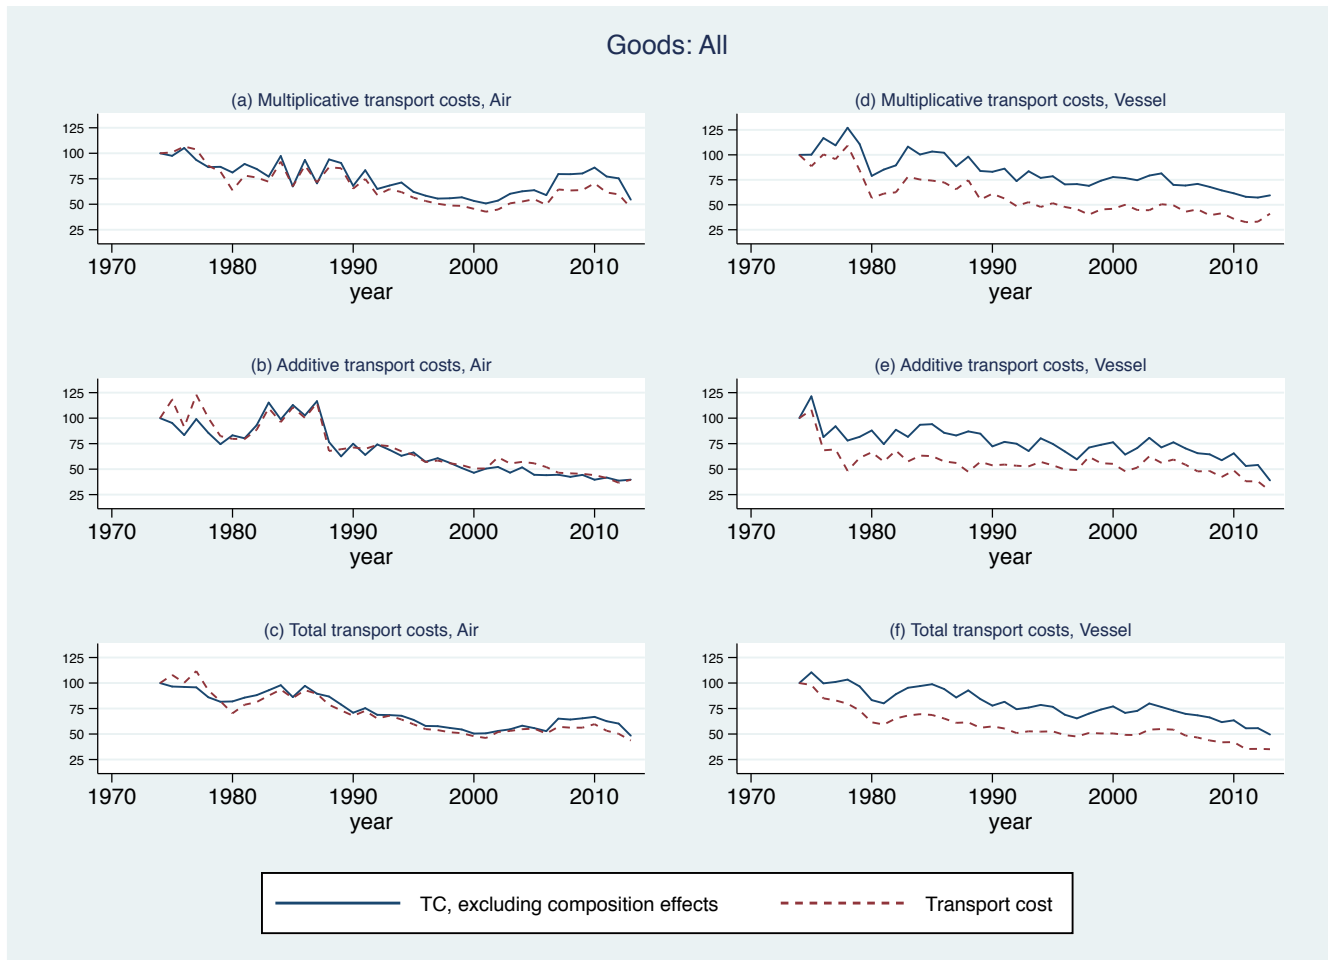 Goods: All
(a) Multiplicative transport costs, Air
125
100
75
50
25
1970 1980 1990 2000 2010
year
(d) Multiplicative transport costs, Vessel
125
100
75
50
25
1970 1980 1990 2000 2010
year
(b) Additive transport costs, Air
125
100
75
50
25
1970 1980 1990 2000 2010
year
(e) Additive transport costs, Vessel
125
100
75
50
25
1970 1980 1990 2000 2010
year
(c) Total transport costs, Air
125
100
75
50
25
1970 1980 1990 2000 2010
year
(f) Total transport costs, Vessel
125
100
75
50
25
1970 1980 1990 2000 2010
year
TC, excluding composition effects Transport cost